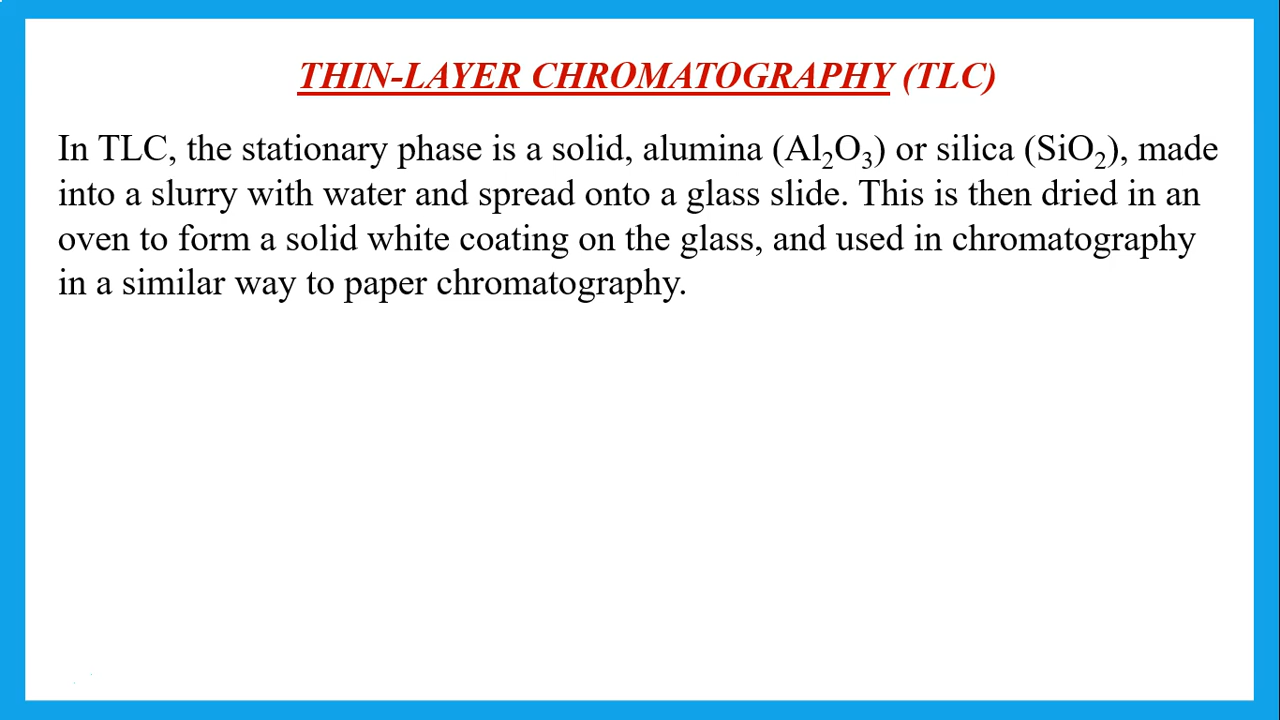 THIN-LAYER CHROMATOGRAPHY (TLC)
In TLC, the stationary phase is a solid, alumina (Al₂O₃) or silica (SiO₂), made
into a slurry with water and spread onto a glass slide. This is then dried in an
oven to form a solid white coating on the glass, and used in chromatography
in a similar way to paper chromatography.